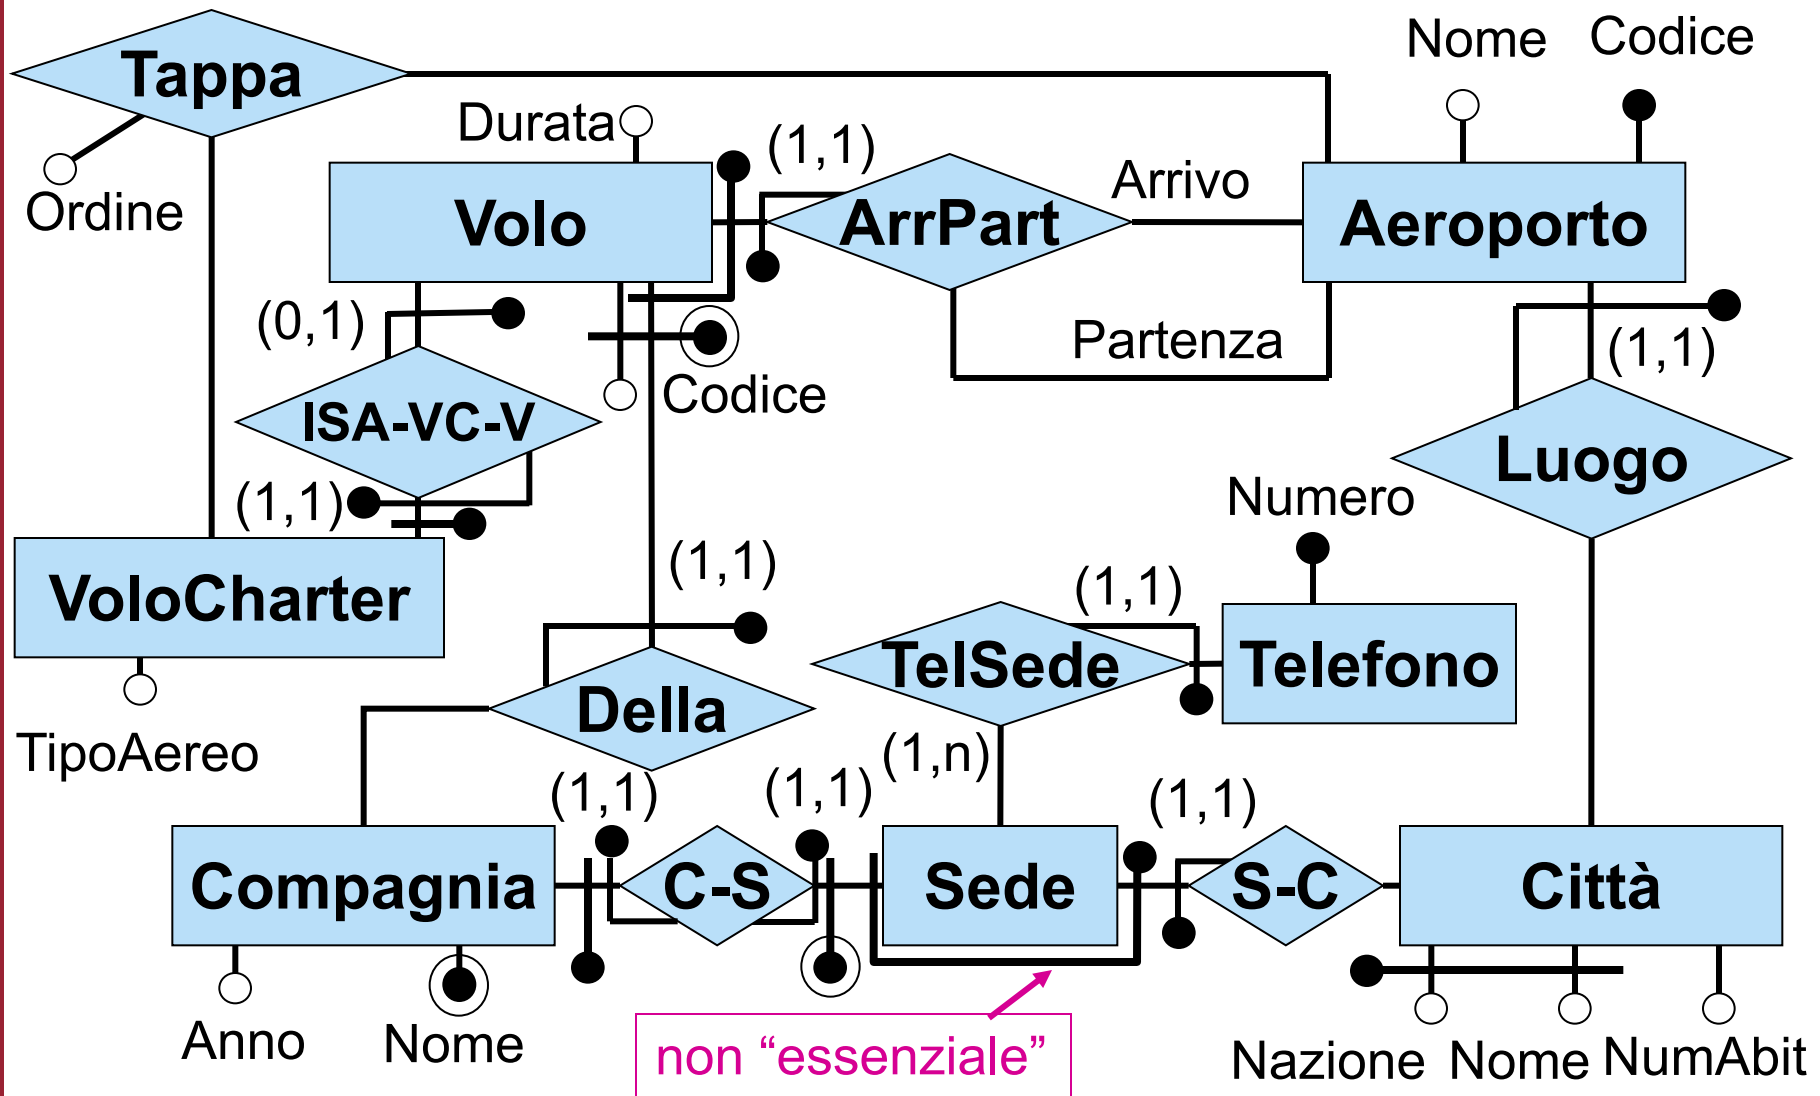 Tappa
Nome
Codice
Durata
(1,1)
Arrivo
Ordine
Volo
ArrPart
Aeroporto
(0,1)
Partenza
(1,1)
Codice
ISA-VC-V
Luogo
(1,1)
Numero
VoloCharter
(1,1)
(1,1)
TelSede
Telefono
Della
TipoAereo
(1,n)
(1,1)
(1,1)
(1,1)
Compagnia
C-S
Sede
S-C
Città
Anno
Nome
non “essenziale”
Nazione
Nome
NumAbit